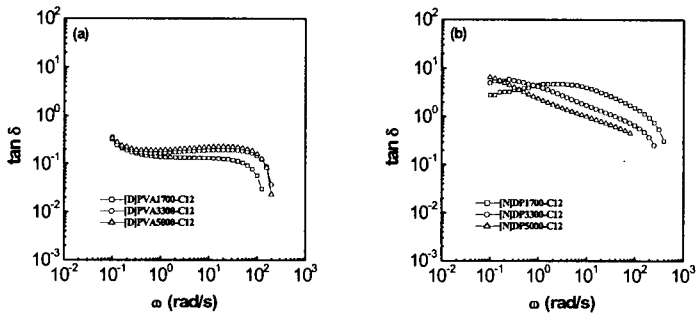 (a)
tan δ
10²
10¹
10⁰
10⁻¹
10⁻²
10⁻³
[D]PVA1700-C12
[D]PVA3300-C12
[D]PVA5000-C12
10⁻² 10⁻¹ 10⁰ 10¹ 10² 10³
ω (rad/s)
(b)
tan δ
10²
10¹
10⁰
10⁻¹
10⁻²
10⁻³
[N]DP1700-C12
[N]DP3300-C12
[N]DP5000-C12
10⁻² 10⁻¹ 10⁰ 10¹ 10² 10³
ω (rad/s)